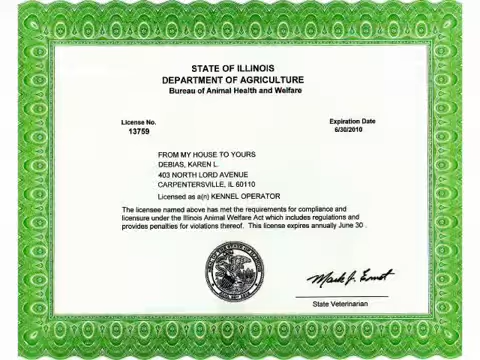 STATE OF ILLINOIS
DEPARTMENT OF AGRICULTURE
Bureau of Animal Health and Welfare
License No.
13759
Expiration Date
6/30/2010
FROM MY HOUSE TO YOURS
DEBIAS, KAREN L.
403 NORTH LORD AVENUE
CARPENTERSVILLE, IL 60110
Licensed as a(n) KENNEL OPERATOR
The licensee named above has met the requirements for compliance and
licensure under the Illinois Animal Welfare Act which includes regulations and
provides penalties for violations thereof. This license expires annually June 30 .
Mark J. Ernst
State Veterinarian